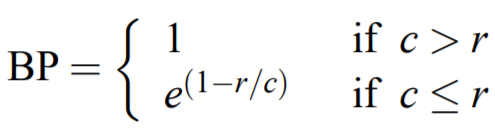 BP = { 1 if c > r
e^(1−r/c) if c ≤ r